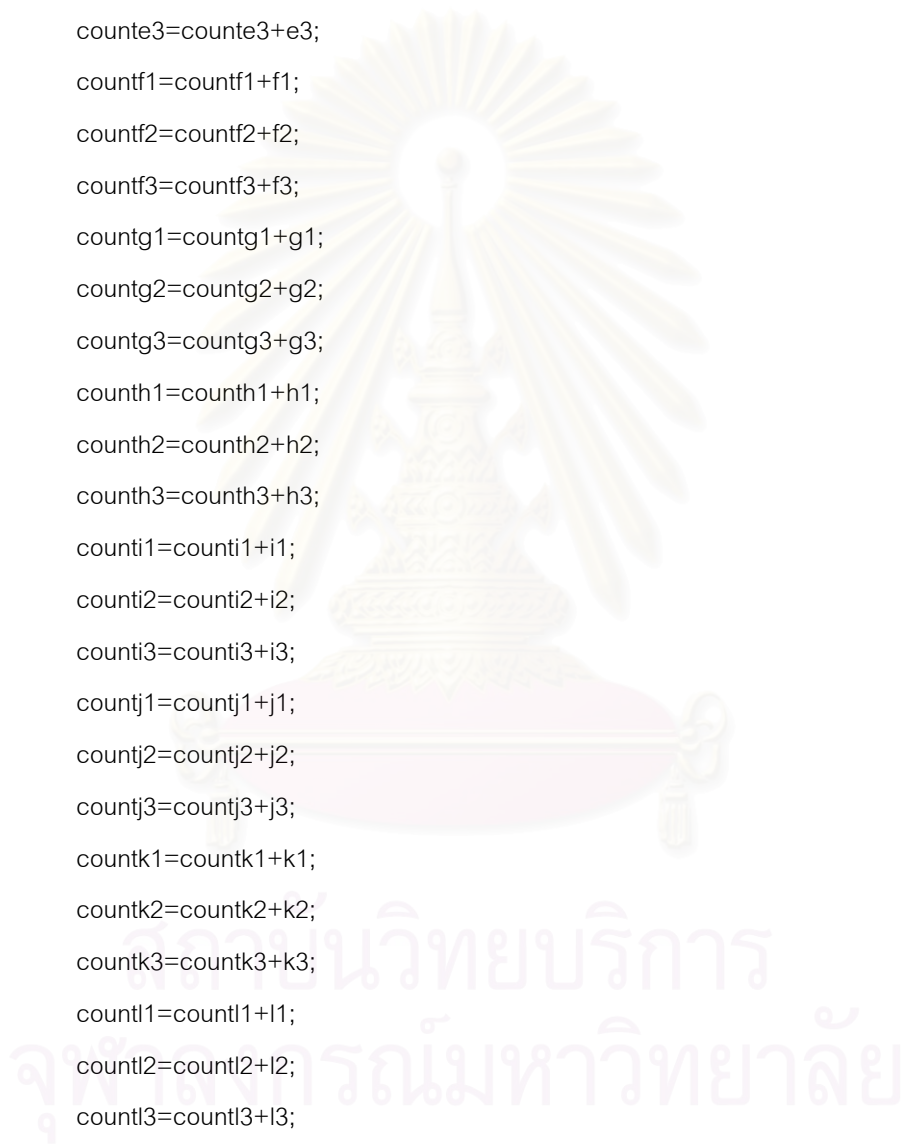 counte3=counte3+e3;
countf1=countf1+f1;
countf2=countf2+f2;
countf3=countf3+f3;
countg1=countg1+g1;
countg2=countg2+g2;
countg3=countg3+g3;
counth1=counth1+h1;
counth2=counth2+h2;
counth3=counth3+h3;
counti1=counti1+i1;
counti2=counti2+i2;
counti3=counti3+i3;
countj1=countj1+j1;
countj2=countj2+j2;
countj3=countj3+j3;
countk1=countk1+k1;
countk2=countk2+k2;
สถาบันวิทยบริการ
countk3=countk3+k3;
countl1=countl1+l1;
จุฬาลงกรณ์มหาวิทยาลัย
countl2=countl2+l2;
countl3=countl3+l3;